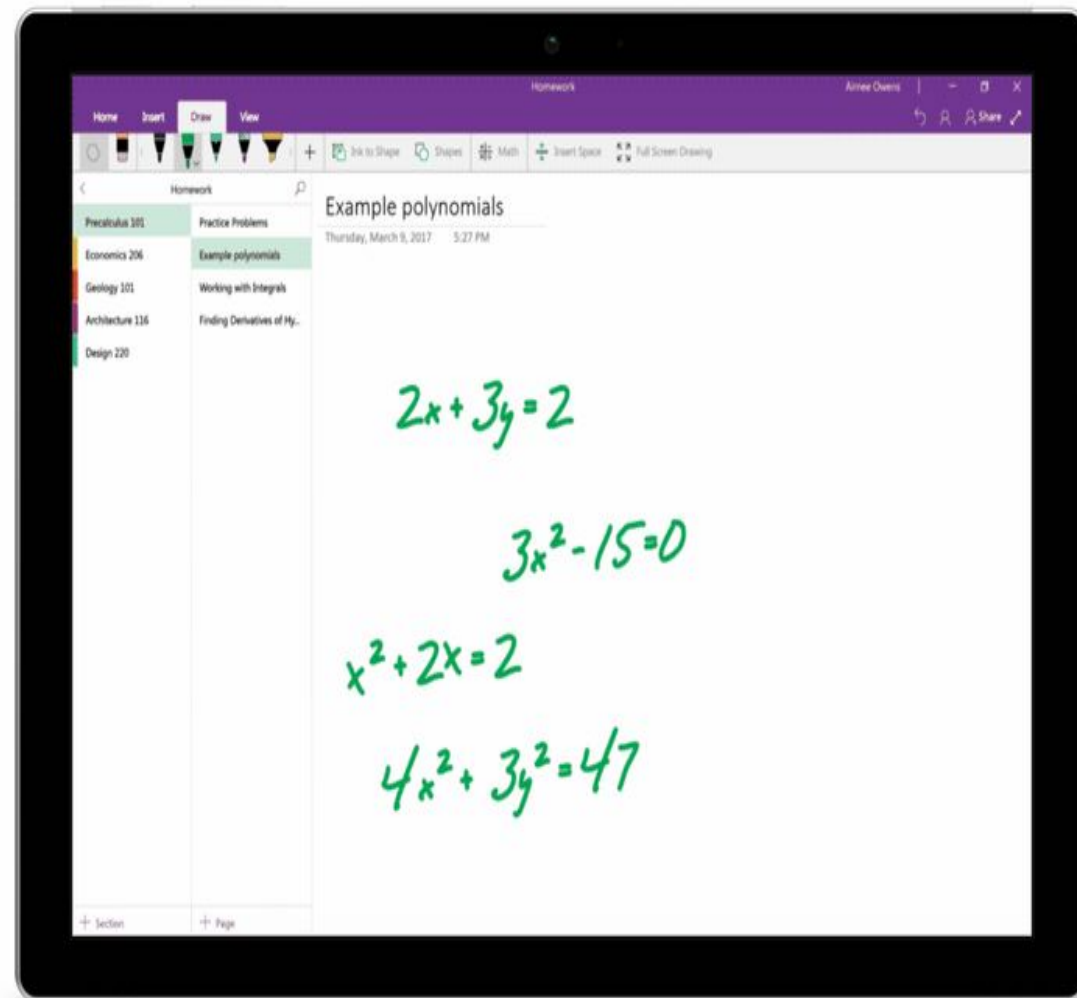 Homework
Aimee Owens
Home Insert Draw View
Share
Ink to Shape Shapes Math Insert Space Full Screen Drawing
Homework
Precalculus 101
Economics 206
Geology 101
Architecture 116
Design 220
Practice Problems
Example polynomials
Working with Integrals
Finding Derivatives of Hy...
Example polynomials
Thursday, March 9, 2017 5:27 PM
2x + 3y = 2
3x² - 15 = 0
x² + 2x = 2
4x² + 3y² = 47
+ Section
+ Page